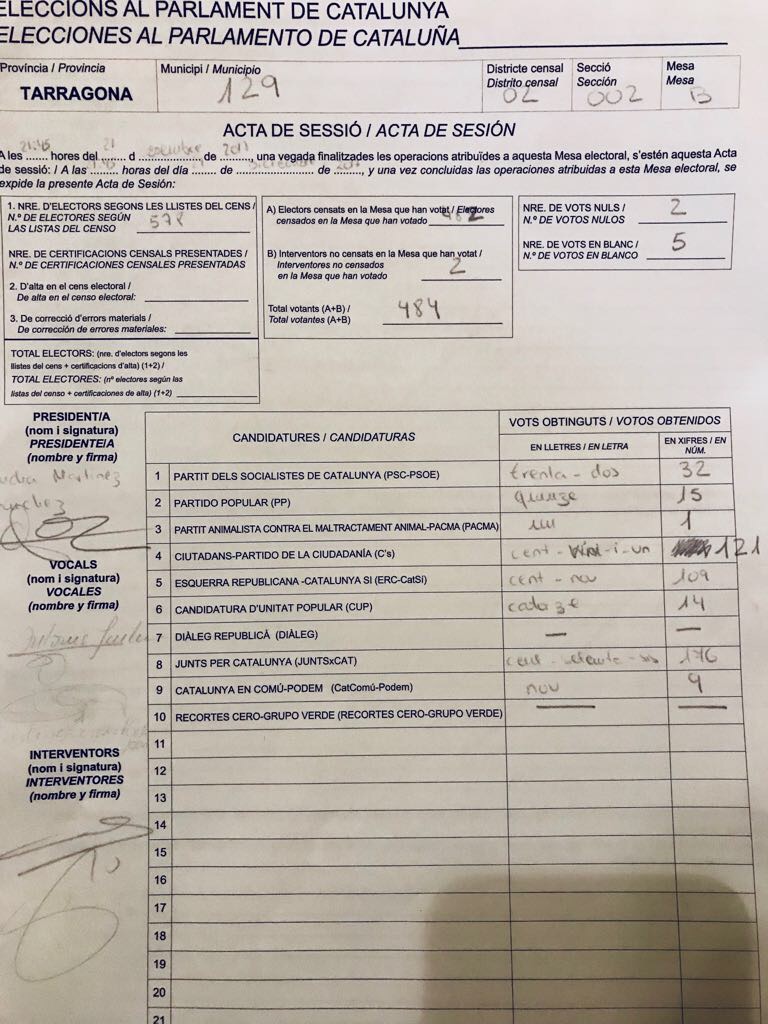 ELECCIONS AL PARLAMENT DE CATALUNYA
ELECCIONES AL PARLAMENTO DE CATALUÑA
Província / Provincia
TARRAGONA
Municipi / Municipio
129
Districte censal
Distrito censal
02
Secció
Sección
002
Mesa
Mesa
B
ACTA DE SESSIÓ / ACTA DE SESIÓN
A les 21:45 hores del 21 d de 2017, una vegada finalitzades les operacions atribuïdes a aquesta Mesa electoral, s'estén aquesta Acta
de sessió: / A las horas del día de de, y una vez concluidas las operaciones atribuidas a esta Mesa electoral, se
expide la presente Acta de Sesión:
1. NRE. D'ELECTORS SEGONS LES LLISTES DEL CENS /
N.º DE ELECTORES SEGÚN
LAS LISTAS DEL CENSO
NRE. DE CERTIFICACIONS CENSALS PRESENTADES /
N.º DE CERTIFICACIONES CENSALES PRESENTADAS
2. D'alta en el cens electoral /
De alta en el censo electoral:
3. De correcció d'errors materials /
De corrección de errores materiales:
TOTAL ELECTORS: (nre. d'electors segons les
llistes del cens + certificacions d'alta) (1+2) /
TOTAL ELECTORES: (nº electores según las
listas del censo + certificaciones de alta) (1+2)
A) Electors censats en la Mesa que han votat / Electores
censados en la Mesa que han votado 482
B) Interventors no censats en la Mesa que han votat /
Interventores no censados
en la Mesa que han votado 2
Total votants (A+B) /
Total votantes (A+B) 484
NRE. DE VOTS NULS /
N.º DE VOTOS NULOS 2
NRE. DE VOTS EN BLANC /
N.º DE VOTOS EN BLANCO 5
PRESIDENT/A
(nom i signatura)
PRESIDENTE/A
(nombre y firma)
Martinez
VOCALS
(nom i signatura)
VOCALES
(nombre y firma)
INTERVENTORS
(nom i signatura)
INTERVENTORES
(nombre y firma)
CANDIDATURES / CANDIDATURAS
VOTS OBTINGUTS / VOTOS OBTENIDOS
EN LLETRES / EN LETRA
EN XIFRES / EN NÚM.
1 PARTIT DELS SOCIALISTES DE CATALUNYA (PSC-PSOE) trenta-dos 32
2 PARTIDO POPULAR (PP) quinze 15
3 PARTIT ANIMALISTA CONTRA EL MALTRACTAMENT ANIMAL-PACMA (PACMA) un 1
4 CIUTADANS-PARTIDO DE LA CIUDADANÍA (C's) cent-vint-i-un 121
5 ESQUERRA REPUBLICANA -CATALUNYA SI (ERC-CatSí) cent-nou 109
6 CANDIDATURA D'UNITAT POPULAR (CUP) catorze 14
7 DIÀLEG REPUBLICÀ (DIÀLEG) — —
8 JUNTS PER CATALUNYA (JUNTSxCAT) cent-setanta-sis 176
9 CATALUNYA EN COMÚ-PODEM (CatComú-Podem) nou 9
10 RECORTES CERO-GRUPO VERDE (RECORTES CERO-GRUPO VERDE) — —
11
12
13
14
15
16
17
18
19
20
21